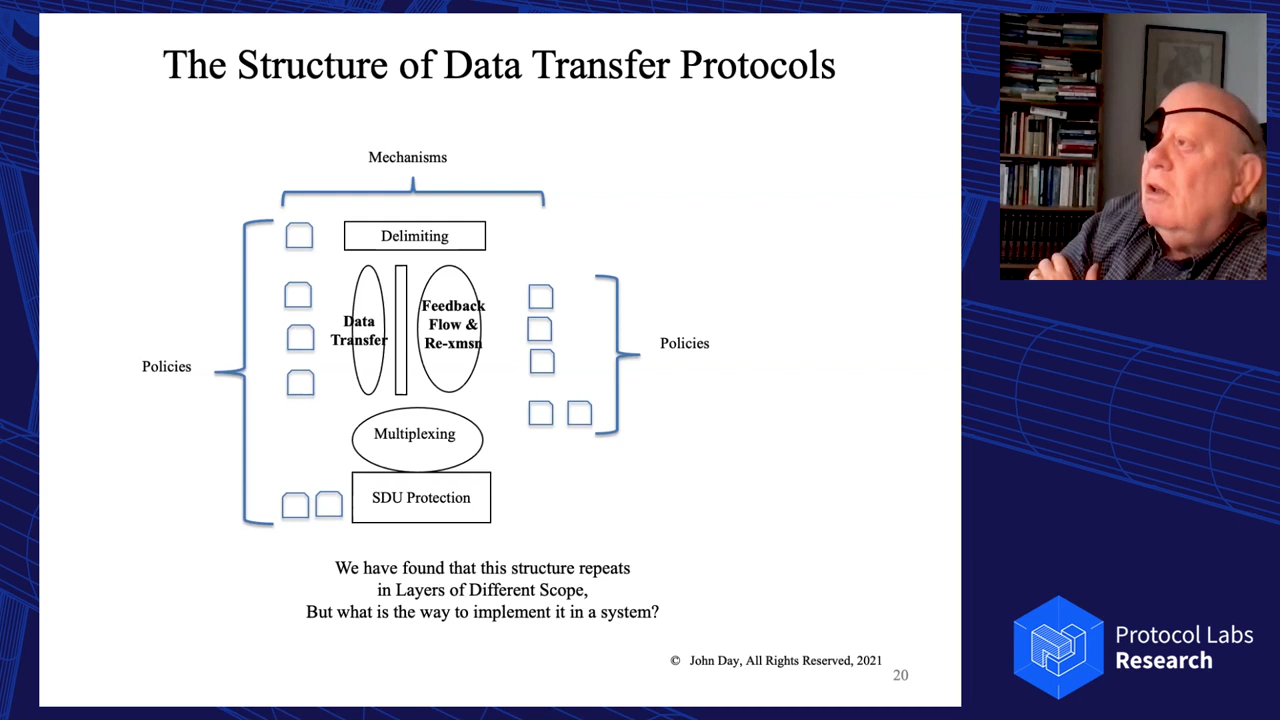 The Structure of Data Transfer Protocols
Mechanisms
Delimiting
Data
Transfer
Feedback
Flow &
Re-xmsn
Policies
Policies
Multiplexing
SDU Protection
We have found that this structure repeats
in Layers of Different Scope,
But what is the way to implement it in a system?
© John Day, All Rights Reserved, 2021
20
Protocol Labs
Research